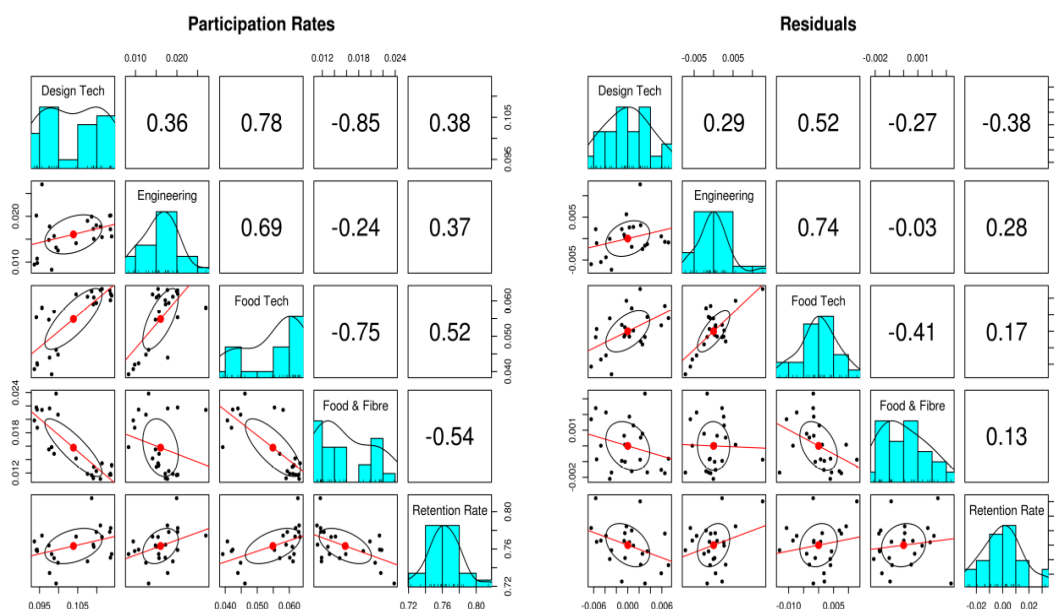 Participation Rates
0.010 0.020 0.012 0.018 0.024
Design Tech 0.36 0.78 -0.85 0.38
0.095 0.105
Engineering 0.69 -0.24 0.37
0.010 0.020
Food Tech -0.75 0.52
0.040 0.050 0.060
Food & Fibre -0.54
0.012 0.018 0.024
Retention Rate
0.72 0.76 0.80
0.095 0.105 0.040 0.050 0.060 0.72 0.76 0.80
Residuals
-0.005 0.005 -0.002 0.001
Design Tech 0.29 0.52 -0.27 -0.38
Engineering 0.74 -0.03 0.28
-0.005 0.005
Food Tech -0.41 0.17
Food & Fibre 0.13
-0.002 0.001
Retention Rate
-0.006 0.000 0.006 -0.010 0.005 -0.02 0.00 0.02